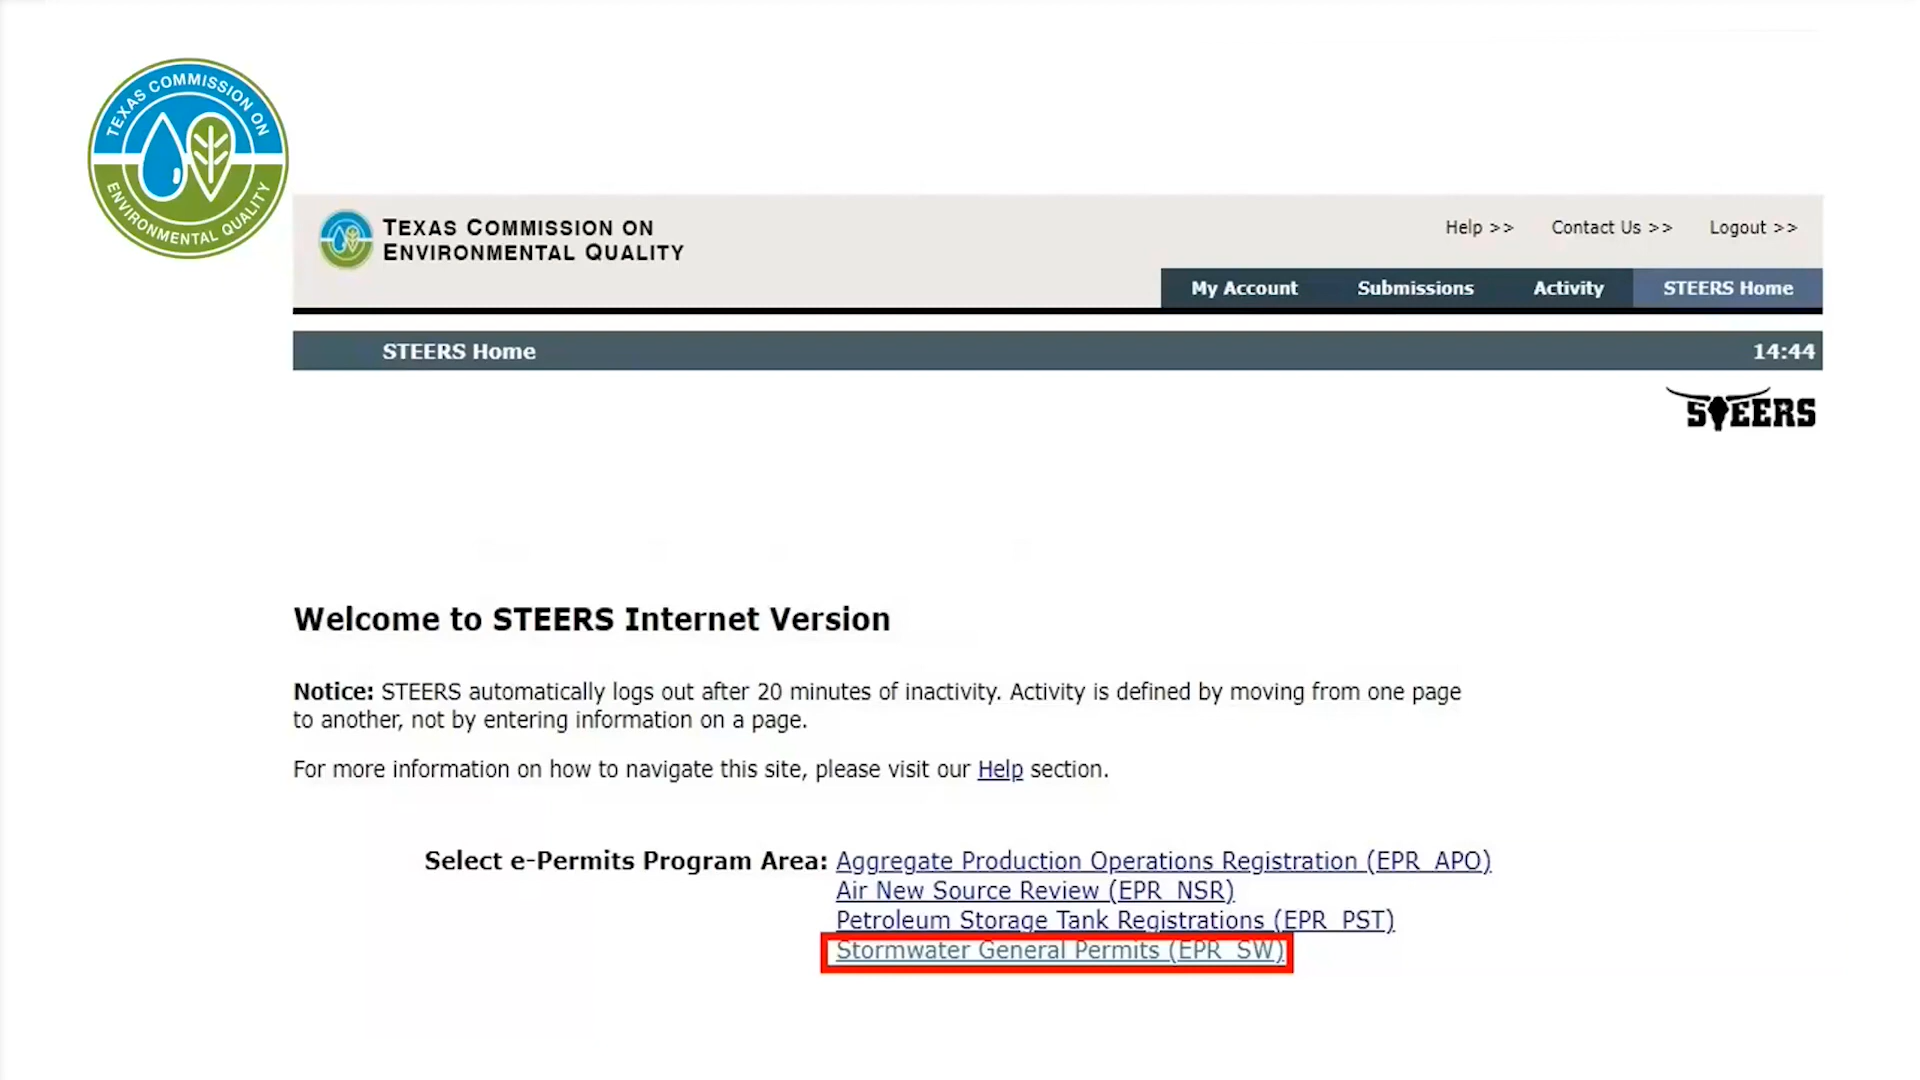 TEXAS COMMISSION ON
ENVIRONMENTAL QUALITY
TEXAS COMMISSION ON
ENVIRONMENTAL QUALITY
Help >> Contact Us >> Logout >>
My Account Submissions Activity STEERS Home
STEERS Home 14:44
STEERS
Welcome to STEERS Internet Version
Notice: STEERS automatically logs out after 20 minutes of inactivity. Activity is defined by moving from one page
to another, not by entering information on a page.
For more information on how to navigate this site, please visit our Help section.
Select e-Permits Program Area: Aggregate Production Operations Registration (EPR_APO)
Air New Source Review (EPR_NSR)
Petroleum Storage Tank Registrations (EPR_PST)
Stormwater General Permits (EPR_SW)